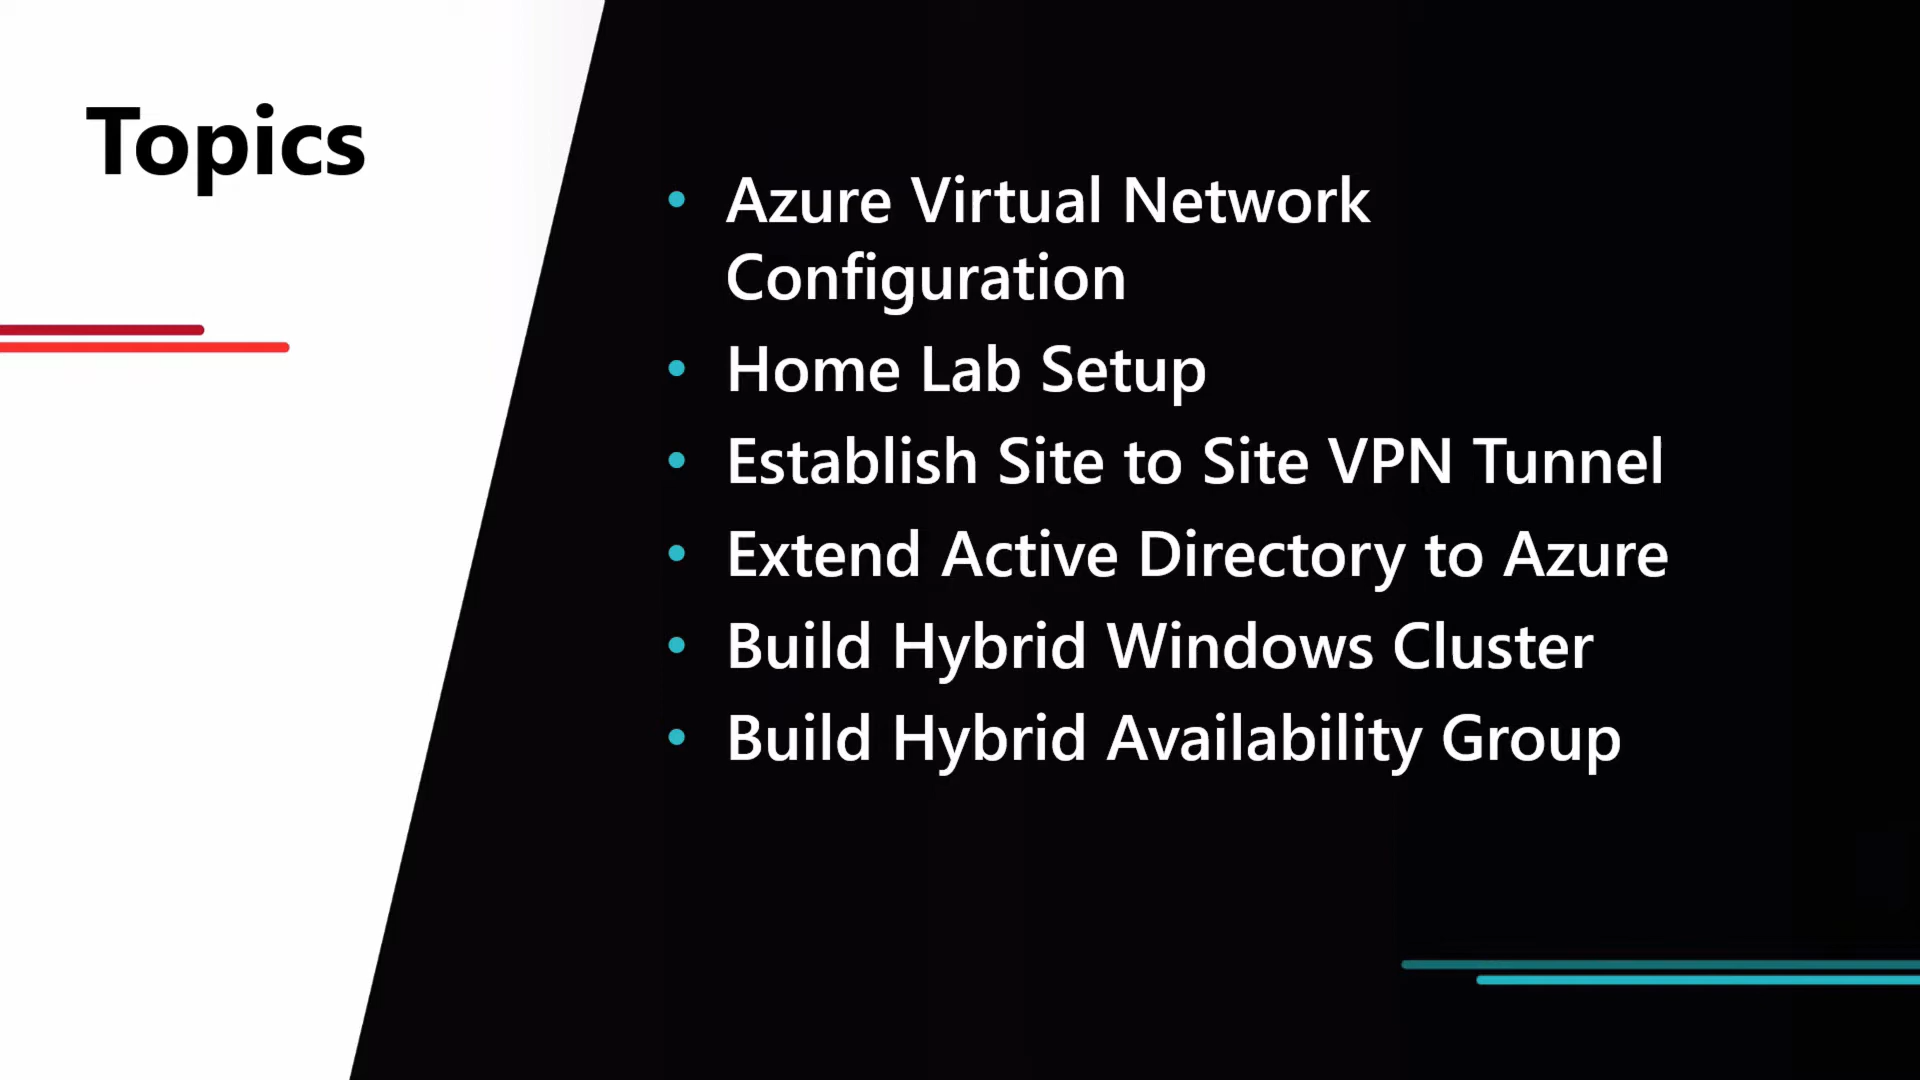 Topics
• Azure Virtual Network
Configuration
• Home Lab Setup
• Establish Site to Site VPN Tunnel
• Extend Active Directory to Azure
• Build Hybrid Windows Cluster
• Build Hybrid Availability Group